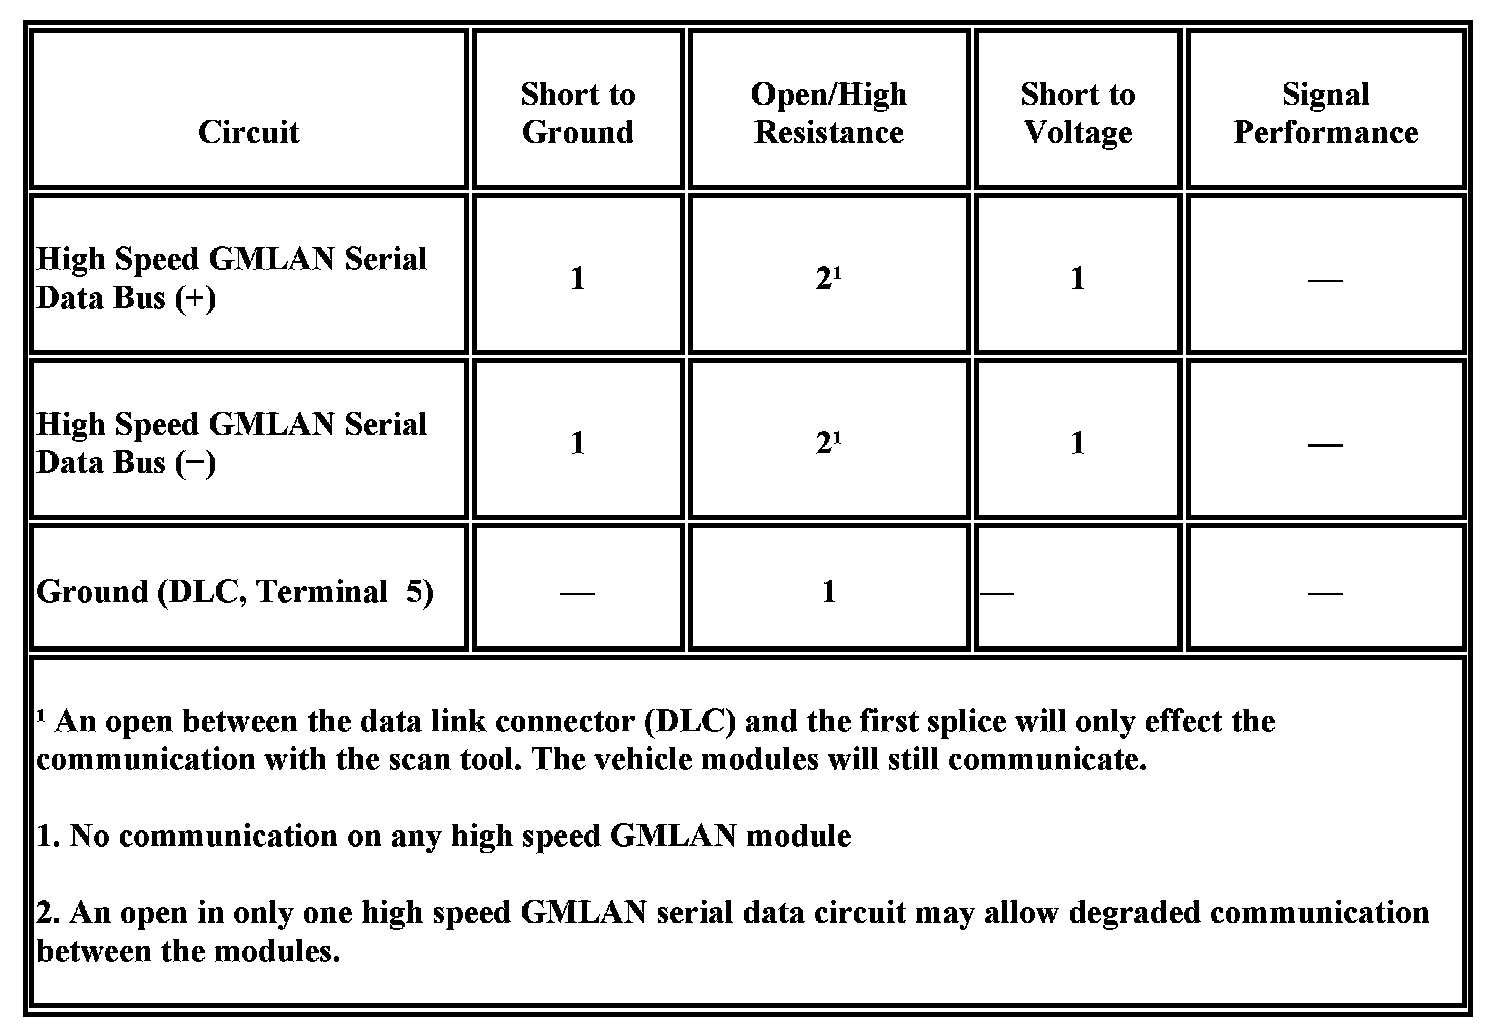 Circuit
Short to
Ground
Open/High
Resistance
Short to
Voltage
Signal
Performance
High Speed GMLAN Serial
Data Bus (+)
1
2¹
1
—
High Speed GMLAN Serial
Data Bus (−)
1
2¹
1
—
Ground (DLC, Terminal  5)
—
1
—
—
¹ An open between the data link connector (DLC) and the first splice will only effect the
communication with the scan tool. The vehicle modules will still communicate.
1. No communication on any high speed GMLAN module
2. An open in only one high speed GMLAN serial data circuit may allow degraded communication
between the modules.